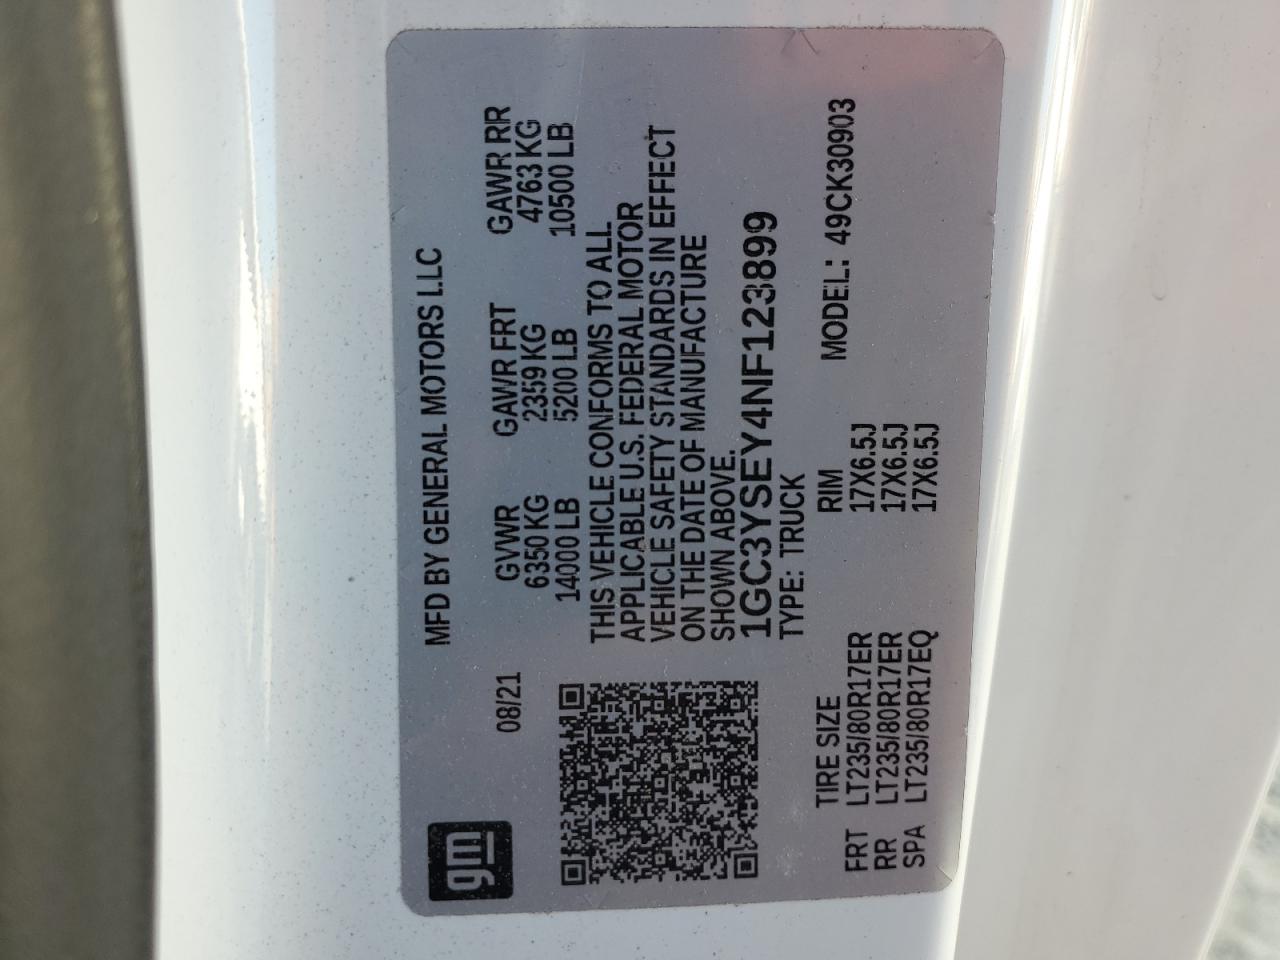 gm
MFD BY GENERAL MOTORS LLC
08/21
GVWR GAWR FRT GAWR RR
6350 KG 2359 KG 4763 KG
14000 LB 5200 LB 10500 LB
THIS VEHICLE CONFORMS TO ALL
APPLICABLE U.S. FEDERAL MOTOR
VEHICLE SAFETY STANDARDS IN EFFECT
ON THE DATE OF MANUFACTURE
SHOWN ABOVE.
1GC3YSEY4NF123899
TYPE: TRUCK
MODEL: 49CK30903
TIRE SIZE RIM
FRT LT235/80R17ER 17X6.5J
RR LT235/80R17ER 17X6.5J
SPA LT235/80R17EQ 17X6.5J